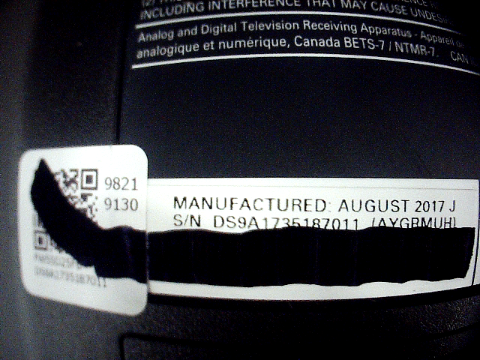 INCLUDING INTERFERENCE THAT MAY CAUSE
Analog and Digital Television Receiving Apparatus - Appareil
analogique et numérique, Canada BETS-7 / NTMR-7. CAN
9821
9130
MANUFACTURED: AUGUST 2017 J
S/N DS9A1735187011 (AYGRMUH)
DS9A1735187011